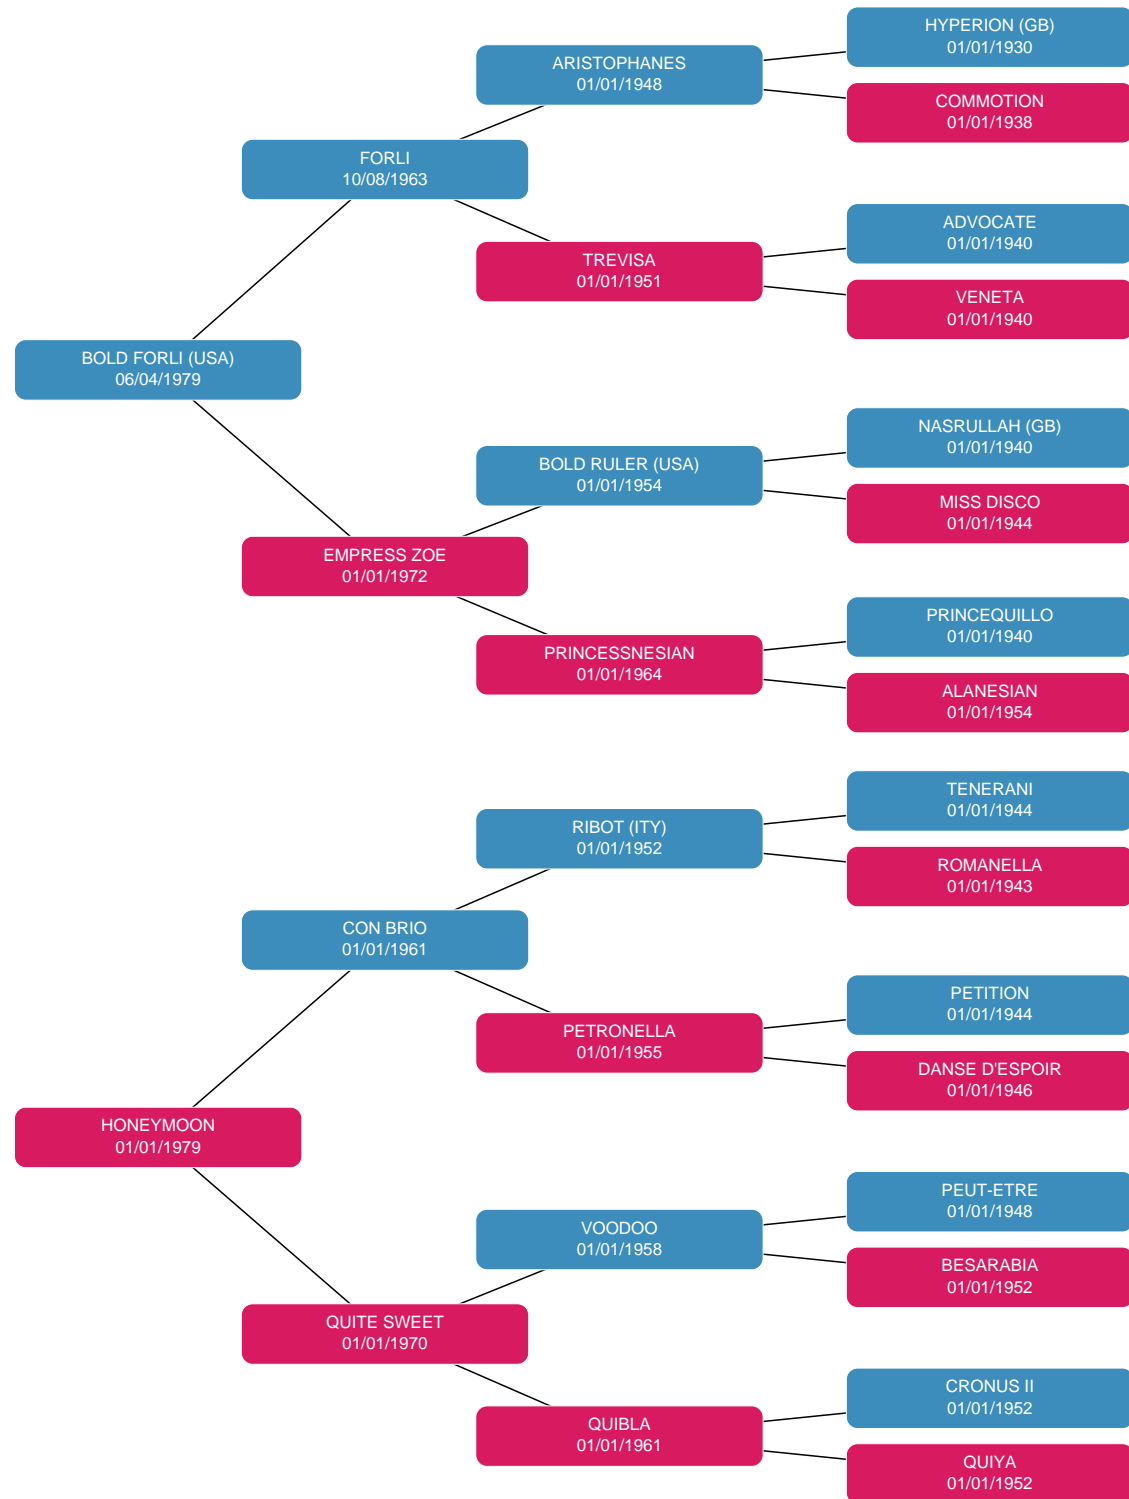 HYPERION (GB)
01/01/1930
ARISTOPHANES
01/01/1948
COMMOTION
01/01/1938
FORLI
10/08/1963
ADVOCATE
01/01/1940
TREVISA
01/01/1951
VENETA
01/01/1940
BOLD FORLI (USA)
06/04/1979
NASRULLAH (GB)
01/01/1940
BOLD RULER (USA)
01/01/1954
MISS DISCO
01/01/1944
EMPRESS ZOE
01/01/1972
PRINCEQUILLO
01/01/1940
PRINCESSNESIAN
01/01/1964
ALANESIAN
01/01/1954
TENERANI
01/01/1944
RIBOT (ITY)
01/01/1952
ROMANELLA
01/01/1943
CON BRIO
01/01/1961
PETITION
01/01/1944
PETRONELLA
01/01/1955
DANSE D'ESPOIR
01/01/1946
HONEYMOON
01/01/1979
PEUT-ETRE
01/01/1948
VOODOO
01/01/1958
BESARABIA
01/01/1952
QUITE SWEET
01/01/1970
CRONUS II
01/01/1952
QUIBLA
01/01/1961
QUIYA
01/01/1952